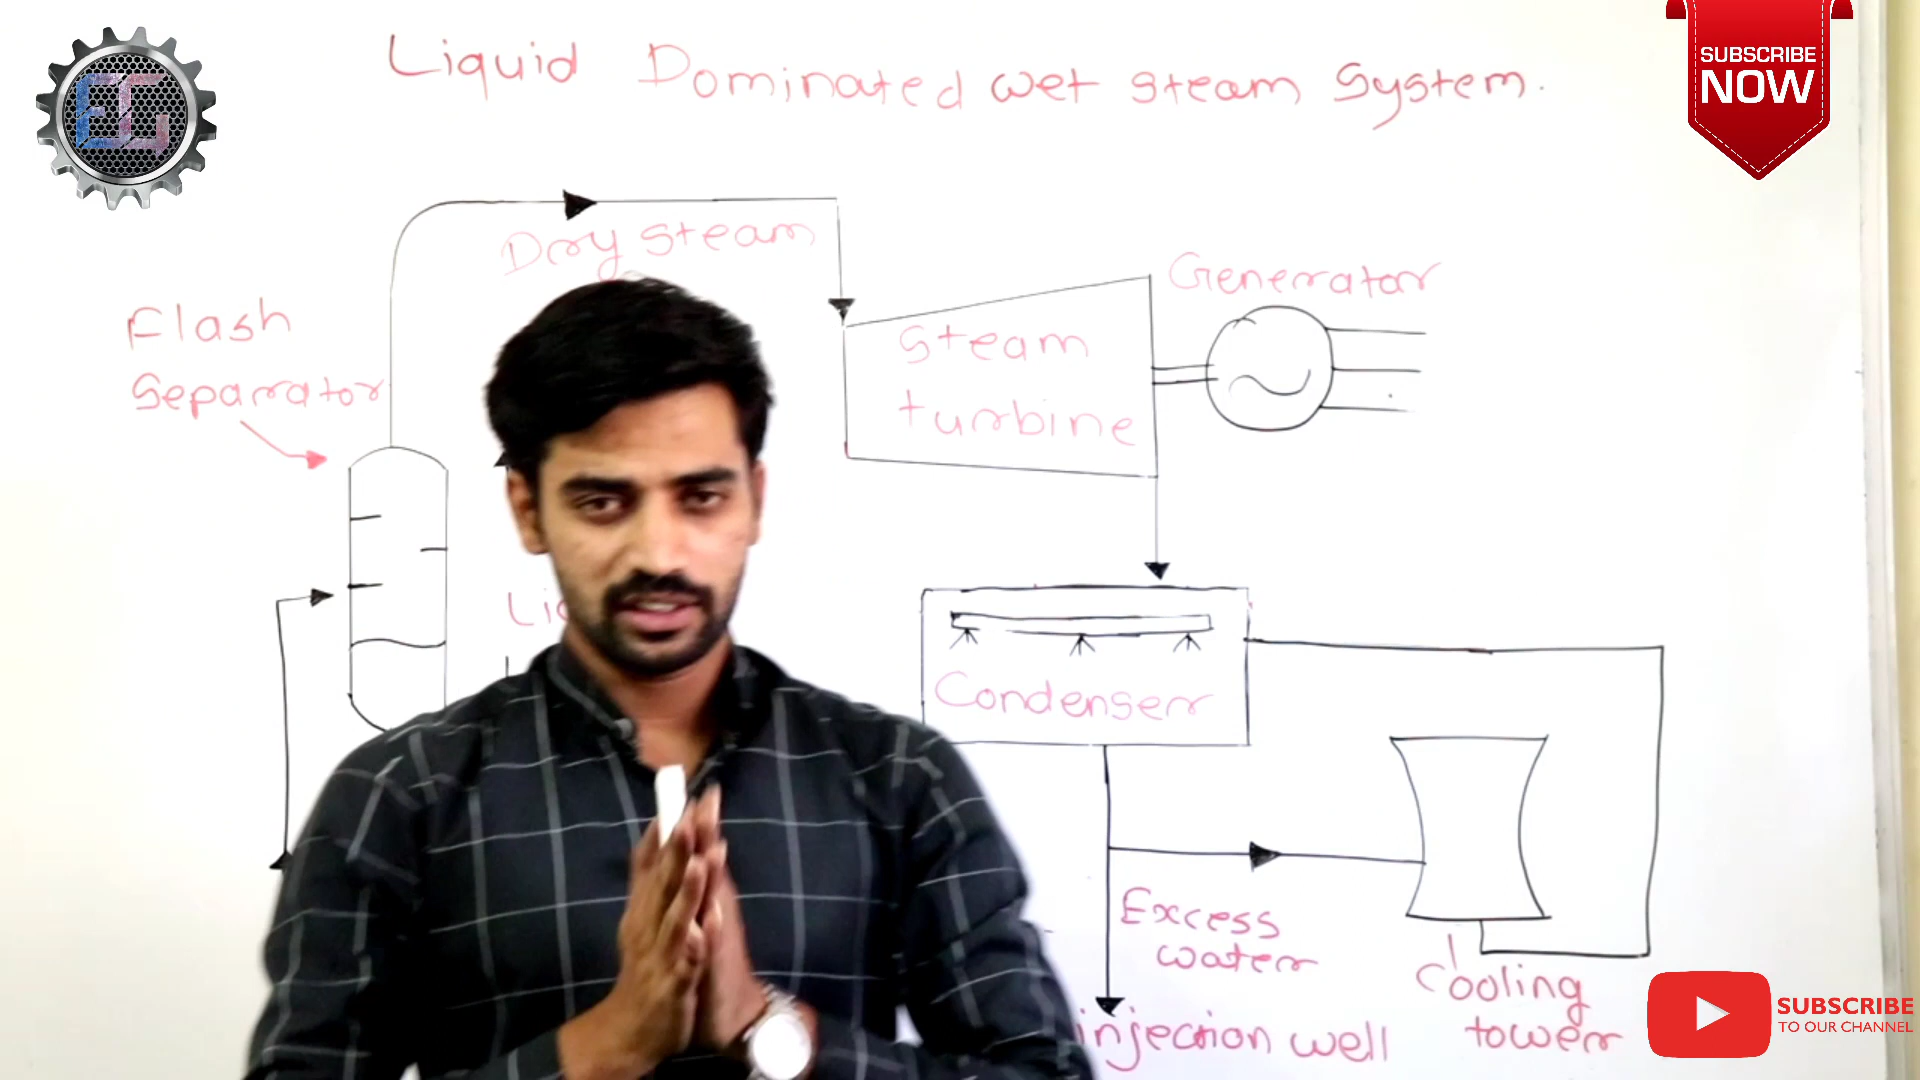 Liquid Dominated wet steam system.
SUBSCRIBE
NOW
EG
Dry steam
Generator
Flash
Separator
Steam
turbine
Condenser
Excess
water
Cooling
tower
injection well
SUBSCRIBE
TO OUR CHANNEL